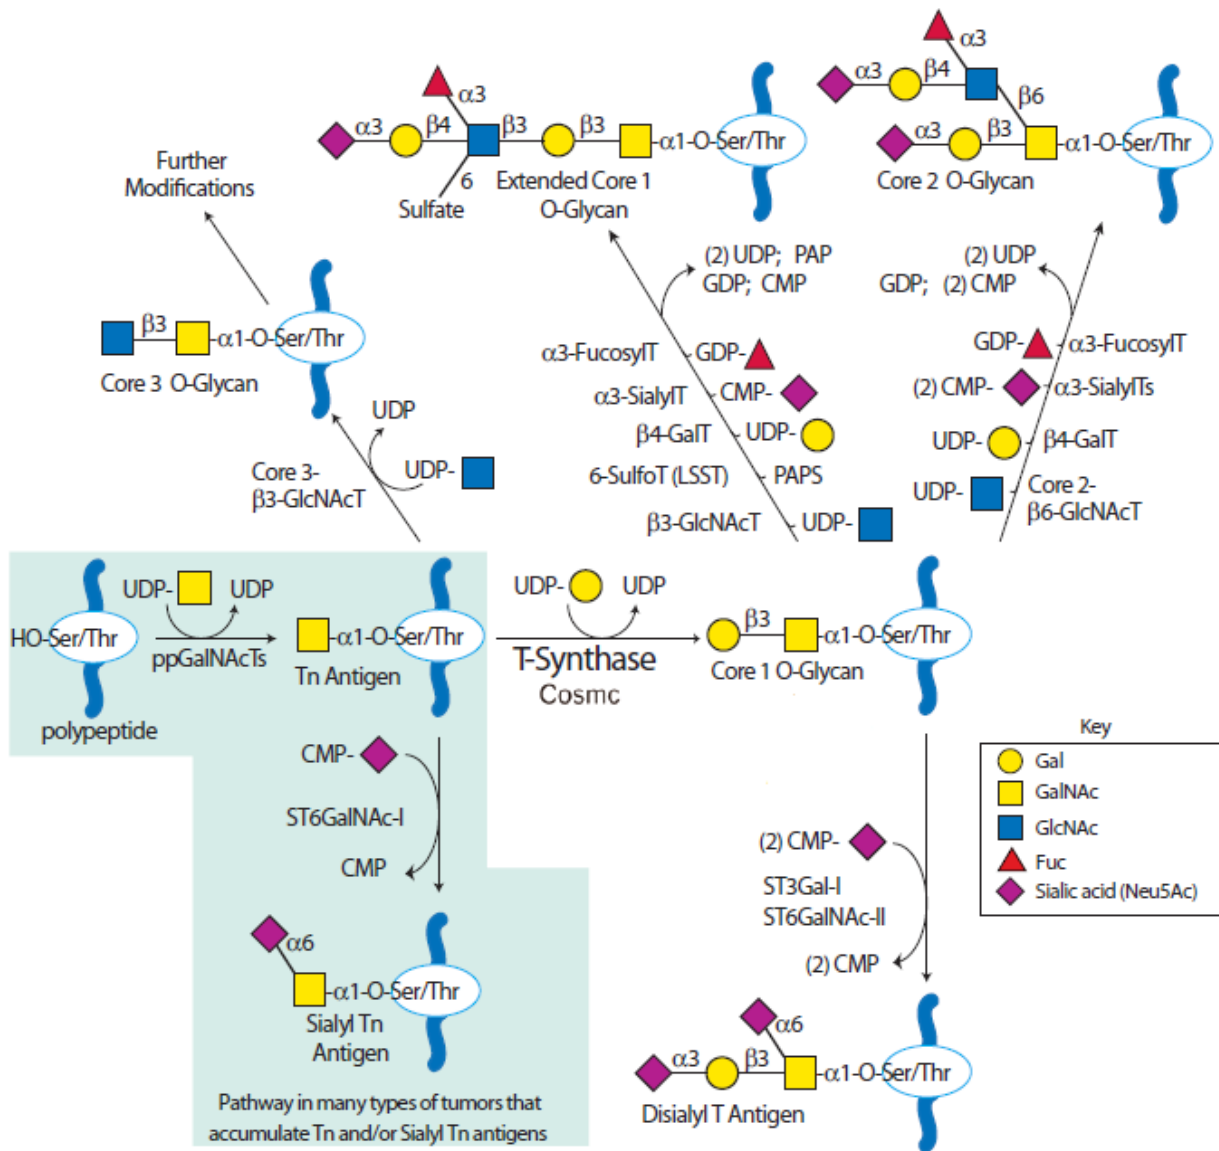 α3
α3
β4
β6
α3
β3
α1-O-Ser/Thr
Core 2 O-Glycan
α3
α3
β4
β3
β3
α1-O-Ser/Thr
6
Sulfate
Extended Core 1
O-Glycan
Further
Modifications
β3
α1-O-Ser/Thr
Core 3 O-Glycan
UDP
UDP-
Core 3-
β3-GlcNAcT
(2) UDP; PAP
GDP; CMP
α3-FucosylT
GDP-
α3-SialylT
CMP-
β4-GalT
UDP-
6-SulfoT (LSST)
PAPS
β3-GlcNAcT
UDP-
(2) UDP
GDP; (2) CMP
GDP-
α3-FucosylT
(2) CMP-
α3-SialylTs
UDP-
β4-GalT
UDP-
Core 2-
β6-GlcNAcT
HO-Ser/Thr
polypeptide
UDP-
UDP
ppGalNAcTs
α1-O-Ser/Thr
Tn Antigen
UDP-
UDP
T-Synthase
Cosmc
β3
α1-O-Ser/Thr
Core 1 O-Glycan
CMP-
ST6GalNAc-I
CMP
α6
α1-O-Ser/Thr
Sialyl Tn
Antigen
Pathway in many types of tumors that
accumulate Tn and/or Sialyl Tn antigens
(2) CMP-
ST3Gal-I
ST6GalNAc-II
(2) CMP
α6
α3
β3
α1-O-Ser/Thr
Disialyl T Antigen
Key
Gal
GalNAc
GlcNAc
Fuc
Sialic acid (Neu5Ac)